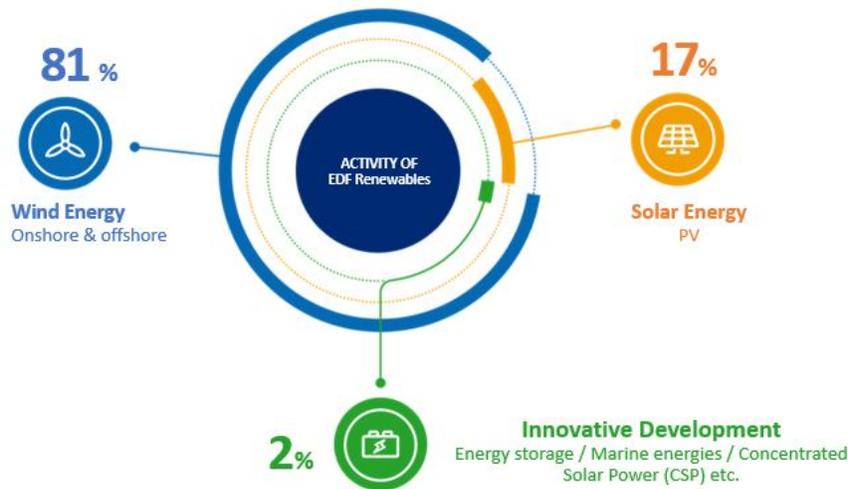 81 %
Wind Energy
Onshore & offshore
ACTIVITY OF
EDF Renewables
17%
Solar Energy
PV
2%
Innovative Development
Energy storage / Marine energies / Concentrated
Solar Power (CSP) etc.